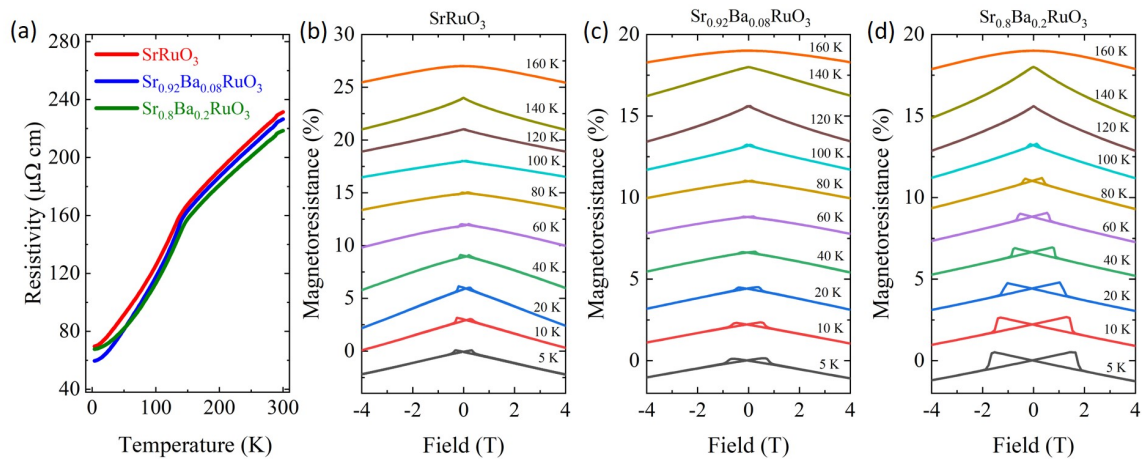 (a)
280
240
200
160
120
80
40
Resistivity (μΩ cm)
SrRuO3
Sr0.92Ba0.08RuO3
Sr0.8Ba0.2RuO3
0
100
200
300
Temperature (K)
(b)
SrRuO3
30
25
20
15
10
5
0
Magnetoresistance (%)
160 K
140 K
120 K
100 K
80 K
60 K
40 K
20 K
10 K
5 K
-4
-2
0
2
4
Field (T)
(c)
Sr0.92Ba0.08RuO3
20
15
10
5
0
Magnetoresistance (%)
160 K
140 K
120 K
100 K
80 K
60 K
40 K
20 K
10 K
5 K
-4
-2
0
2
4
Field (T)
(d)
Sr0.8Ba0.2RuO3
20
15
10
5
0
Magnetoresistance (%)
160 K
140 K
120 K
100 K
80 K
60 K
40 K
20 K
10 K
5 K
-4
-2
0
2
4
Field (T)